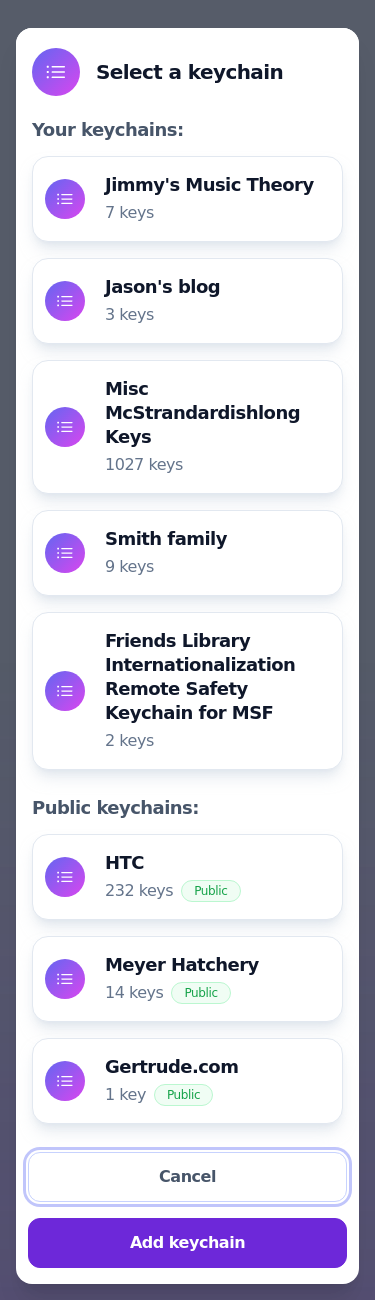 Select a keychain
Your keychains:
Jimmy's Music Theory
7 keys
Jason's blog
3 keys
Misc
McStrandardishlong
Keys
1027 keys
Smith family
9 keys
Friends Library
Internationalization
Remote Safety
Keychain for MSF
2 keys
Public keychains:
HTC
232 keys Public
Meyer Hatchery
14 keys Public
Gertrude.com
1 key Public
Cancel
Add keychain